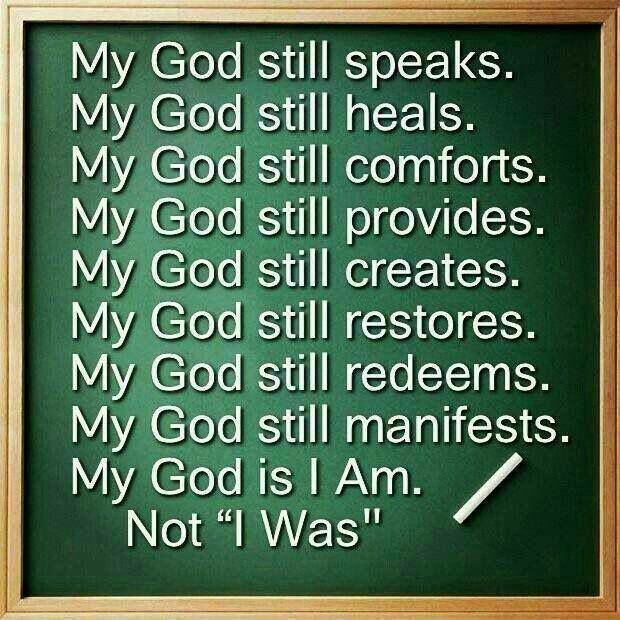 My God still speaks.
My God still heals.
My God still comforts.
My God still provides.
My God still creates.
My God still restores.
My God still redeems.
My God still manifests.
My God is I Am.
Not “I Was"